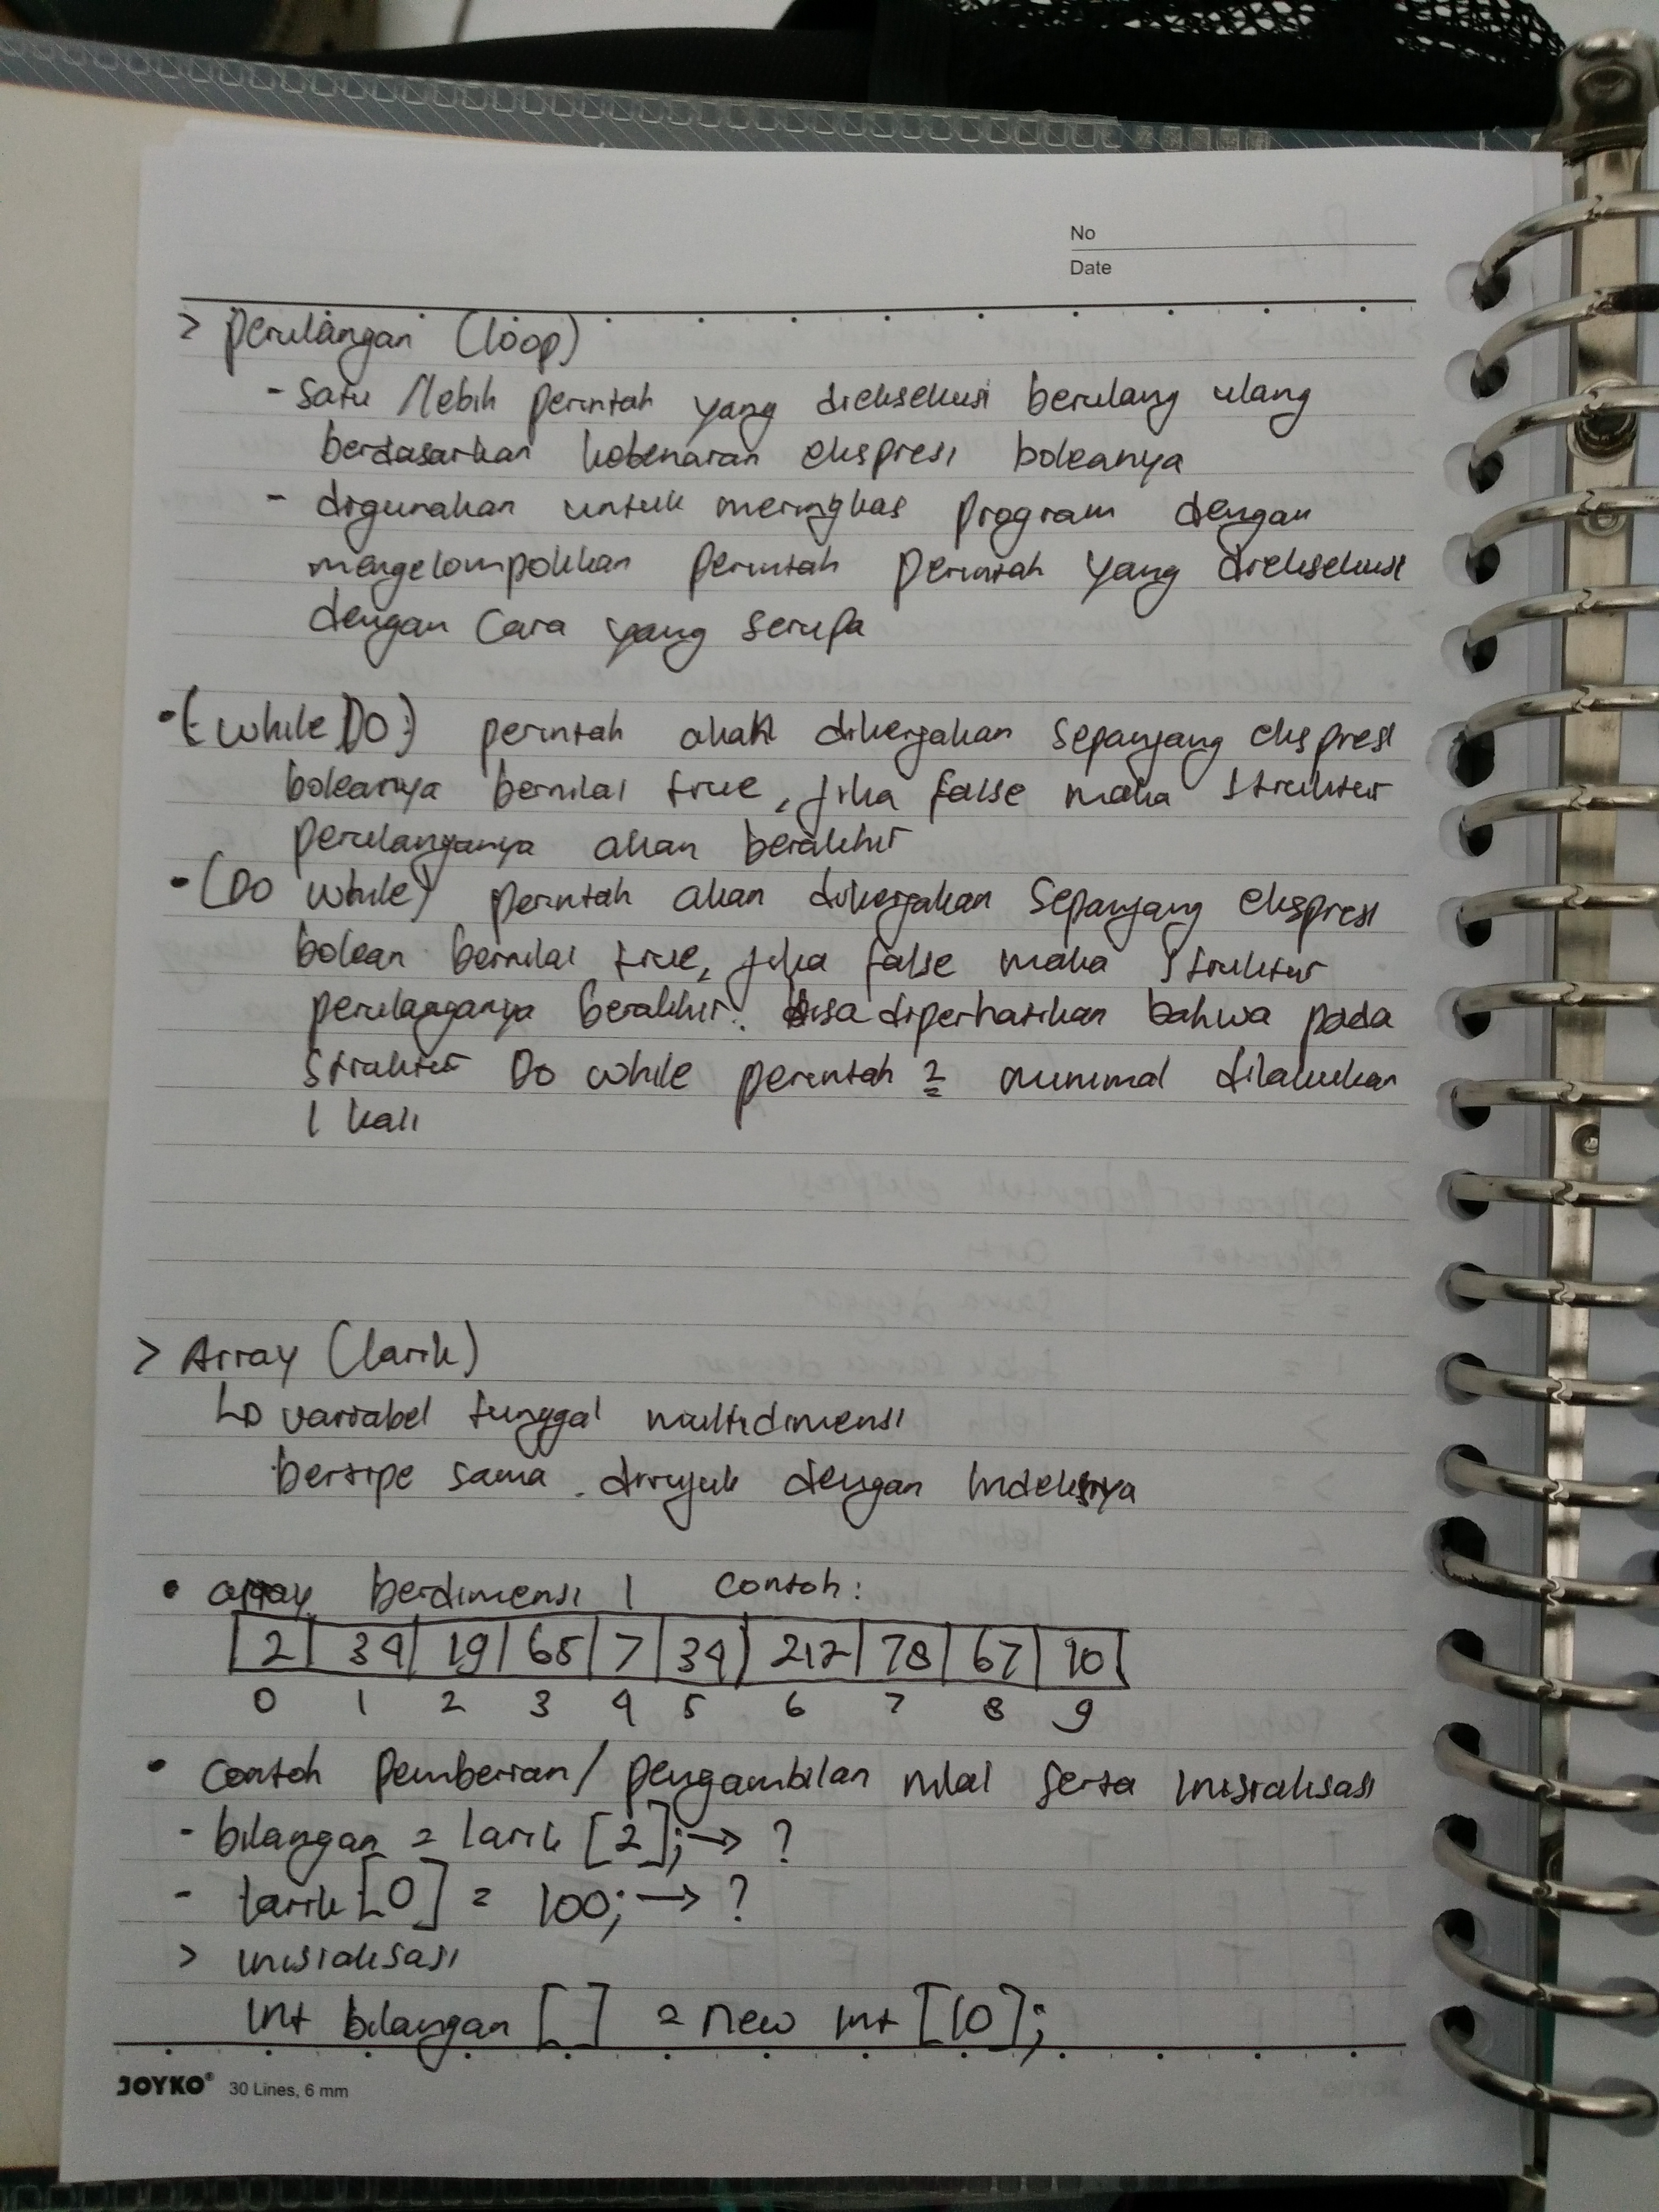 No
Date
> Perulangan (loop)
- Satu /lebih perintah yang dieksekusi berulang ulang
berdasarkan kebenaran ekspresi boleanya
- digunakan untuk meringkas program dengan
mengelompokkan perintah perintah yang dieksekusi
dengan cara yang serupa
• (While DO) perintah akan dikerjakan sepanjang ekspresi
boleanya bernilai true, jika false maka struktur
perulanganya akan berakhir
• (DO while) perintah akan dikerjakan sepanjang ekspresi
bolean bernilai true, jika false maka struktur
perulanganya berakhir. bisa diperhatikan bahwa pada
struktur Do while perintah 2 minimal dilakukan
1 kali
> Array (larik)
↳ variabel tunggal multidimensi
bertipe sama. dirujuk dengan indeksnya
• array berdimensi 1 contoh:
2 | 34 | 19 | 65 | 7 | 34 | 212 | 78 | 67 | 90
0 1 2 3 4 5 6 7 8 9
• Contoh pemberian / pengambilan nilai serta inisialisasi
- bilangan = larik [2]; → ?
- larik [0] = 100; → ?
> inisialisasi
int bilangan [ ] = new int [10];
JOYKO® 30 Lines, 6 mm